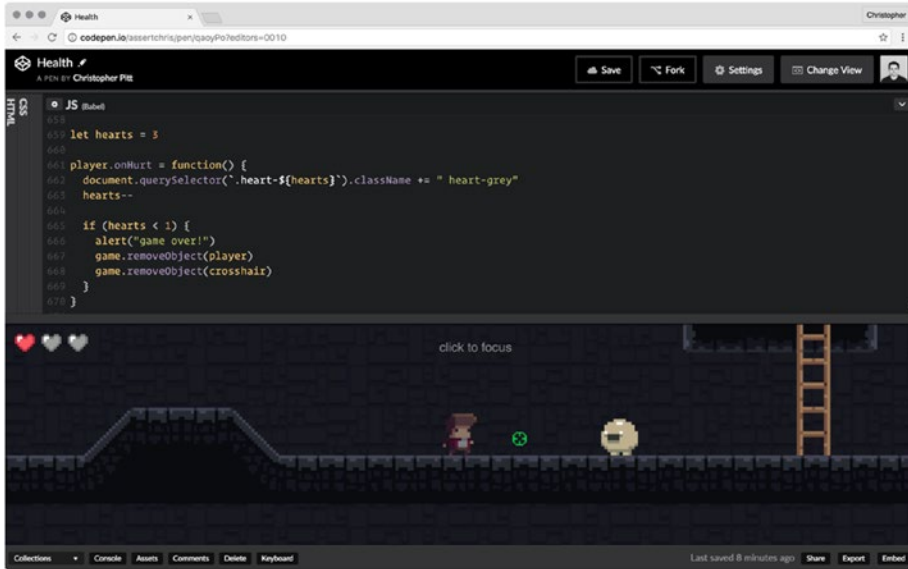 Health
Christopher
codepen.io/assertchris/pen/qaoyPo?editors=0010
Health
A PEN BY Christopher Pitt
Save
Fork
Settings
Change View
HTML
CSS
JS (Babel)
658
659 let hearts = 3
660
661 player.onHurt = function() {
662 document.querySelector(`.heart-${hearts}`).className += " heart-grey"
663 hearts--
664
665 if (hearts < 1) {
666 alert("game over!")
667 game.removeObject(player)
668 game.removeObject(crosshair)
669 }
670 }
click to focus
Collections
Console
Assets
Comments
Delete
Keyboard
Last saved 8 minutes ago
Share
Export
Embed